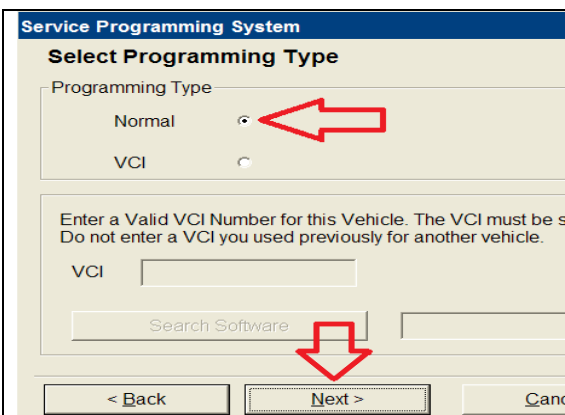 Service Programming System
Select Programming Type
Programming Type
Normal
VCI
Enter a Valid VCI Number for this Vehicle. The VCI must be s
Do not enter a VCI you used previously for another vehicle.
VCI
Search Software
< Back Next > Canc